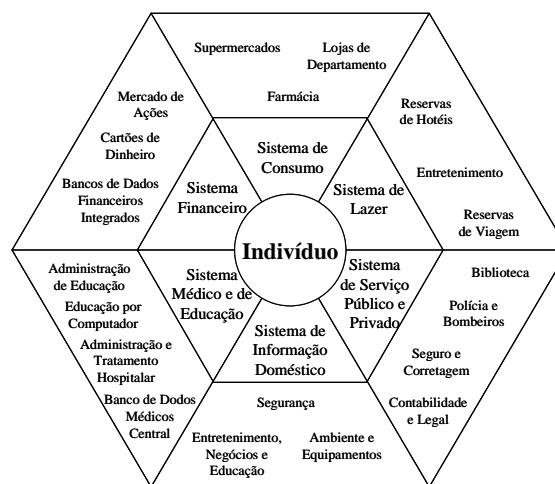 Supermercados
Lojas de
Departamento
Farmácia
Mercado de
Ações
Cartões de
Dinheiro
Bancos de Dados
Financeiros
Integrados
Sistema
Financeiro
Sistema de
Consumo
Sistema de
Lazer
Reservas
de Hotéis
Entretenimento
Reservas
de Viagem
Indivíduo
Administração
de Educação
Educação por
Computador
Administração e
Tratamento
Hospitalar
Banco de Dodos
Médicos
Central
Sistema
Médico e de
Educação
Sistema de
Informação
Doméstico
Sistema
de Serviço
Público e
Privado
Biblioteca
Polícia e
Bombeiros
Seguro e
Corretagem
Contabilidade
e Legal
Segurança
Entretenimento,
Negócios e
Educação
Ambiente e
Equipamentos